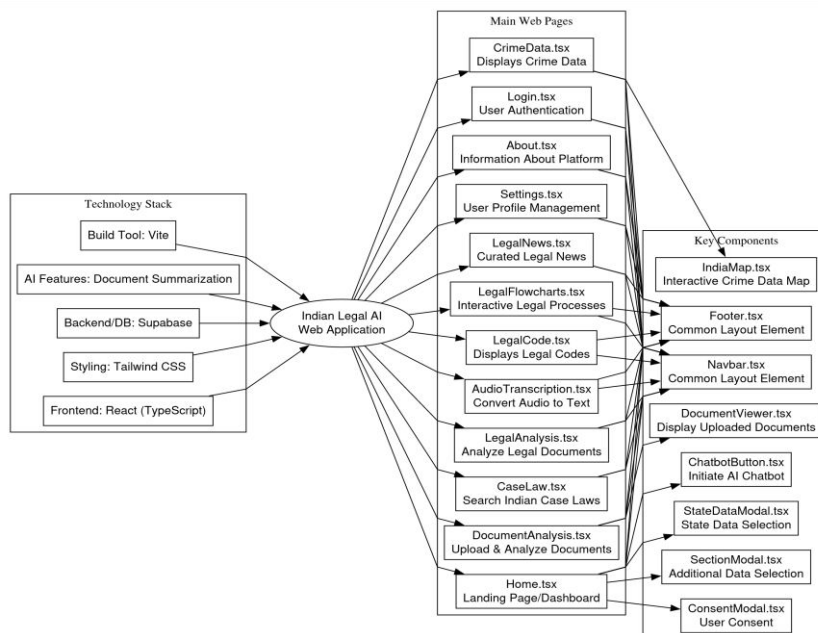 Technology Stack
Build Tool: Vite
AI Features: Document Summarization
Backend/DB: Supabase
Styling: Tailwind CSS
Frontend: React (TypeScript)
Indian Legal AI
Web Application
Main Web Pages
CrimeData.tsx
Displays Crime Data
Login.tsx
User Authentication
About.tsx
Information About Platform
Settings.tsx
User Profile Management
LegalNews.tsx
Curated Legal News
LegalFlowcharts.tsx
Interactive Legal Processes
LegalCode.tsx
Displays Legal Codes
AudioTranscription.tsx
Convert Audio to Text
LegalAnalysis.tsx
Analyze Legal Documents
CaseLaw.tsx
Search Indian Case Laws
DocumentAnalysis.tsx
Upload & Analyze Documents
Home.tsx
Landing Page/Dashboard
Key Components
IndiaMap.tsx
Interactive Crime Data Map
Footer.tsx
Common Layout Element
Navbar.tsx
Common Layout Element
DocumentViewer.tsx
Display Uploaded Documents
ChatbotButton.tsx
Initiate AI Chatbot
StateDataModal.tsx
State Data Selection
SectionModal.tsx
Additional Data Selection
ConsentModal.tsx
User Consent